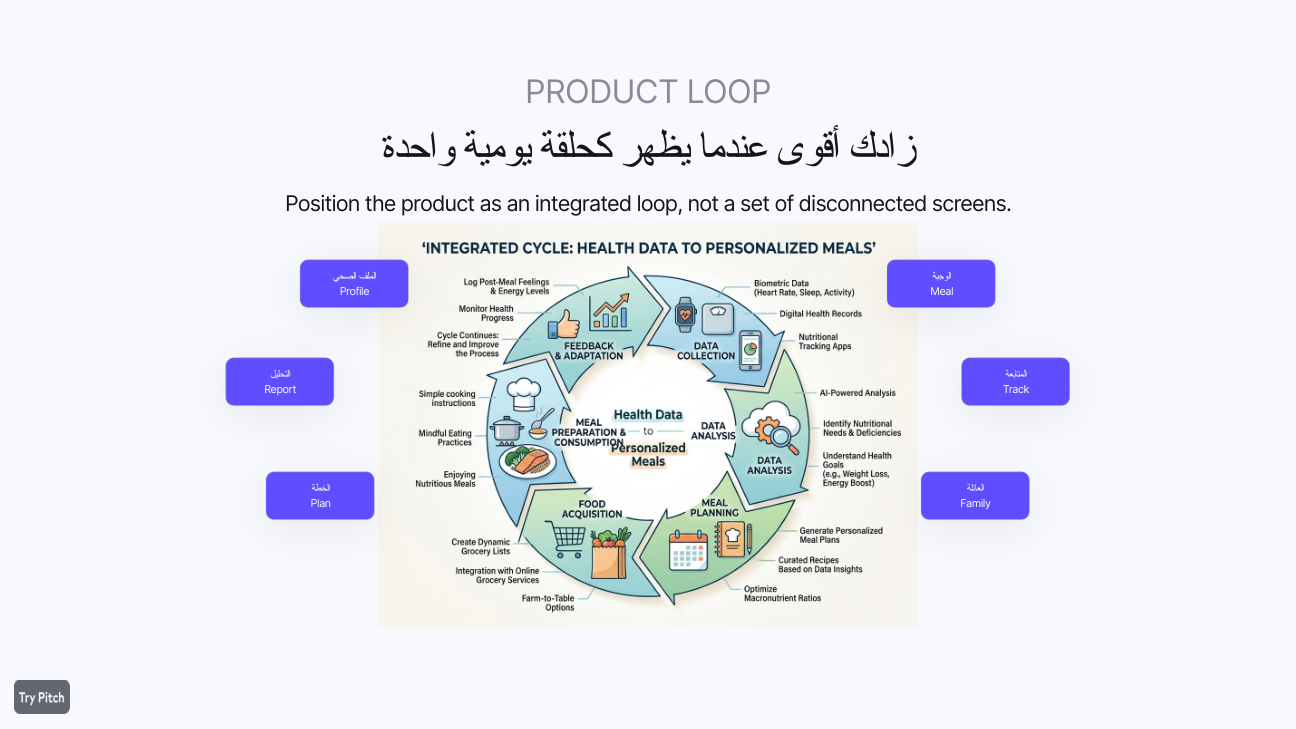 PRODUCT LOOP
زادك أقوى عندما يظهر كحلقة يومية واحدة
Position the product as an integrated loop, not a set of disconnected screens.
‘INTEGRATED CYCLE: HEALTH DATA TO PERSONALIZED MEALS’
الملف الصحي
Profile
الوجبة
Meal
التحليل
Report
المتابعة
Track
الخطة
Plan
العائلة
Family
Log Post-Meal Feelings
& Energy Levels
Monitor Health
Progress
Cycle Continues:
Refine and Improve
the Process
FEEDBACK
& ADAPTATION
Biometric Data
(Heart Rate, Sleep, Activity)
Digital Health Records
Nutritional
Tracking Apps
DATA
COLLECTION
Simple cooking
instructions
Mindful Eating
Practices
Enjoying
Nutritious Meals
MEAL
PREPARATION &
CONSUMPTION
Health Data
to
Personalized
Meals
DATA
ANALYSIS
DATA
ANALYSIS
AI-Powered Analysis
Identify Nutritional
Needs & Deficiencies
Understand Health
Goals
(e.g., Weight Loss,
Energy Boost)
FOOD
ACQUISITION
Create Dynamic
Grocery Lists
Integration with Online
Grocery Services
Farm-to-Table
Options
MEAL
PLANNING
Generate Personalized
Meal Plans
Curated Recipes
Based on Data Insights
Optimize
Macronutrient Ratios
Try Pitch